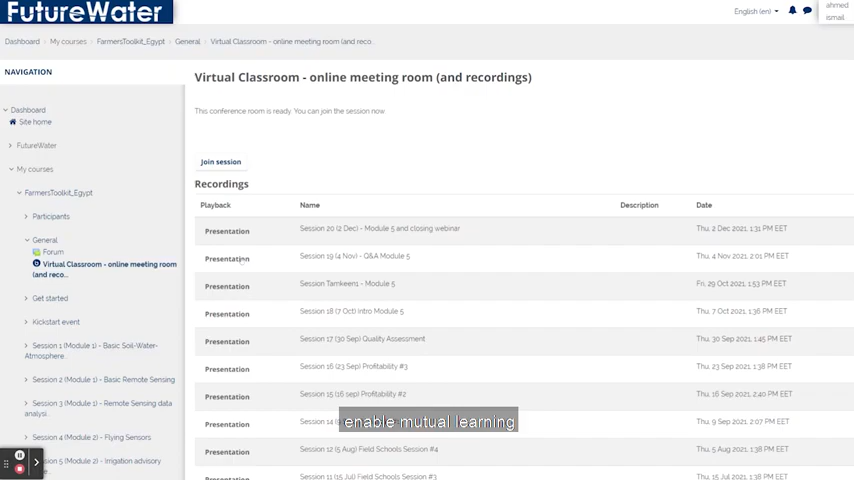 FutureWater
English (en)
ahmed
ismail
Dashboard
My courses
FarmersToolkit_Egypt
General
Virtual Classroom - online meeting room (and reco...
NAVIGATION
Virtual Classroom - online meeting room (and recordings)
Dashboard
This conference room is ready. You can join the session now
Site home
FutureWater
Join session
My courses
Recordings
FarmersToolkit_Egypt
Playback Name Description Date
Participants
Presentation Session 20 (2 Dec) - Module 5 and closing webinar Thu, 2 Dec 2021, 1:31 PM EET
General
Forum
Presentation Session 19 (4 Nov) - Q&A Module 5 Thu, 4 Nov 2021, 2:01 PM EET
Virtual Classroom - online meeting room
(and reco...
Presentation Session Tamkeen1 - Module 5 Fri, 29 Oct 2021, 1:53 PM EET
Get started
Presentation Session 18 (7 Oct) Intro Module 5 Thu, 7 Oct 2021, 1:36 PM EET
Kickstart event
Presentation Session 17 (30 Sep) Quality Assessment Thu, 30 Sep 2021, 1:45 PM EET
Session 1 (Module 1) - Basic Soil-Water-
Atmosphere...
Presentation Session 16 (23 Sep) Profitability #3 Thu, 23 Sep 2021, 1:38 PM EET
Session 2 (Module 1) - Basic Remote Sensing
Presentation Session 15 (16 sep) Profitability #2 Thu, 16 Sep 2021, 2:40 PM EET
Session 3 (Module 1) - Remote Sensing data
analysi...
Presentation Session 14 Thu, 9 Sep 2021, 2:07 PM EET
enable mutual learning
Session 4 (Module 2) - Flying Sensors
Presentation Session 12 (5 Aug) Field Schools Session #4 Thu, 5 Aug 2021, 1:38 PM EET
5 (Module 2) - Irrigation advisory
Presentation Session 11 (15 Jul) Field Schools Session #3 Thu, 15 Jul 2021, 1:38 PM EET